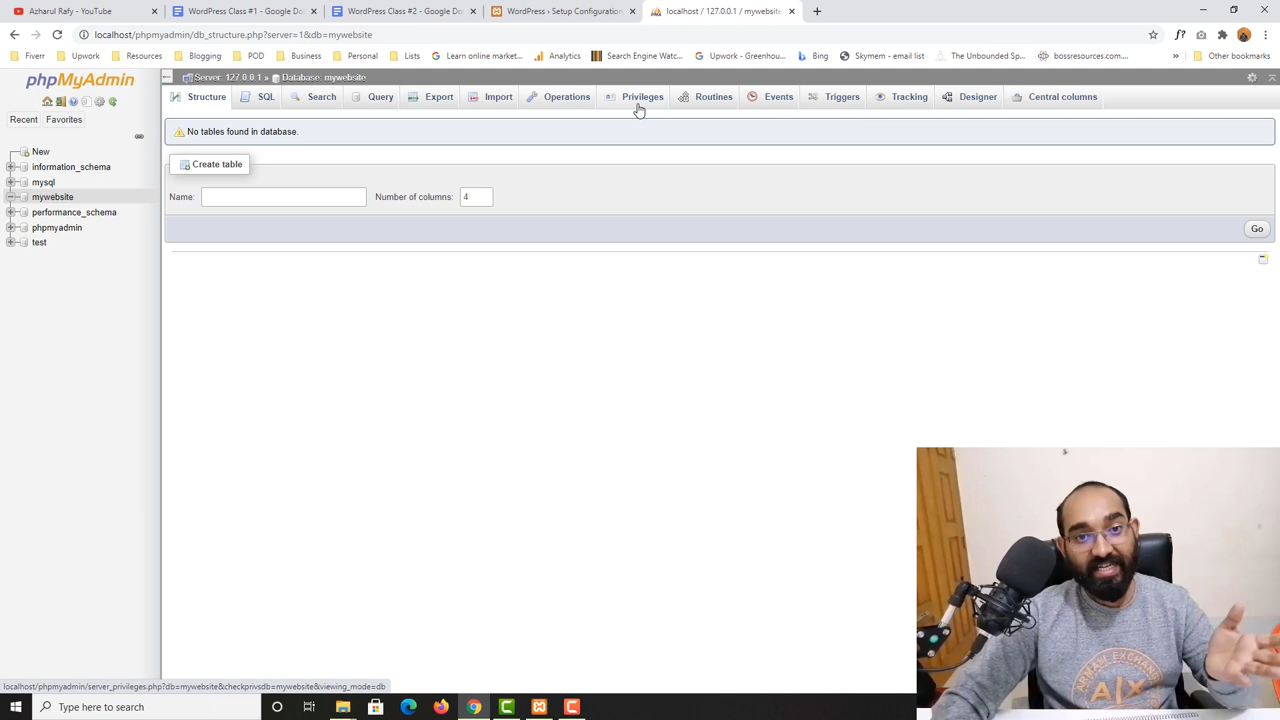 Azharul Rafy - YouTube
WordPress Class #1 - Google Do
WordPress Class #2 - Google Do
WordPress › Setup Configuration
localhost / 127.0.0.1 / mywebsite
localhost/phpmyadmin/db_structure.php?server=1&db=mywebsite
Fiverr
Upwork
Resources
Blogging
POD
Business
Personal
Lists
Learn online market...
Analytics
Search Engine Watc...
Upwork - Greenhou...
Bing
Skymem - email list
The Unbounded Sp...
bossresources.com...
»
Other bookmarks
phpMyAdmin
Recent
Favorites
New
information_schema
mysql
mywebsite
performance_schema
phpmyadmin
test
Server: 127.0.0.1 » Database: mywebsite
Structure
SQL
Search
Query
Export
Import
Operations
Privileges
Routines
Events
Triggers
Tracking
Designer
Central columns
No tables found in database.
Create table
Name:
Number of columns: 4
Go
A|X
localhost/phpmyadmin/server_privileges.php?db=mywebsite&checkprivsdb=mywebsite&viewing_mode=db
Type here to search